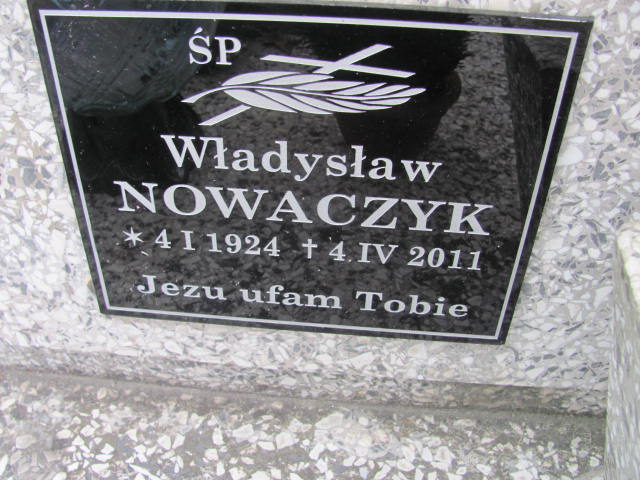 ŚP
Władysław
NOWACZYK
* 4 I 1924 † 4 IV 2011
Jezu ufam Tobie